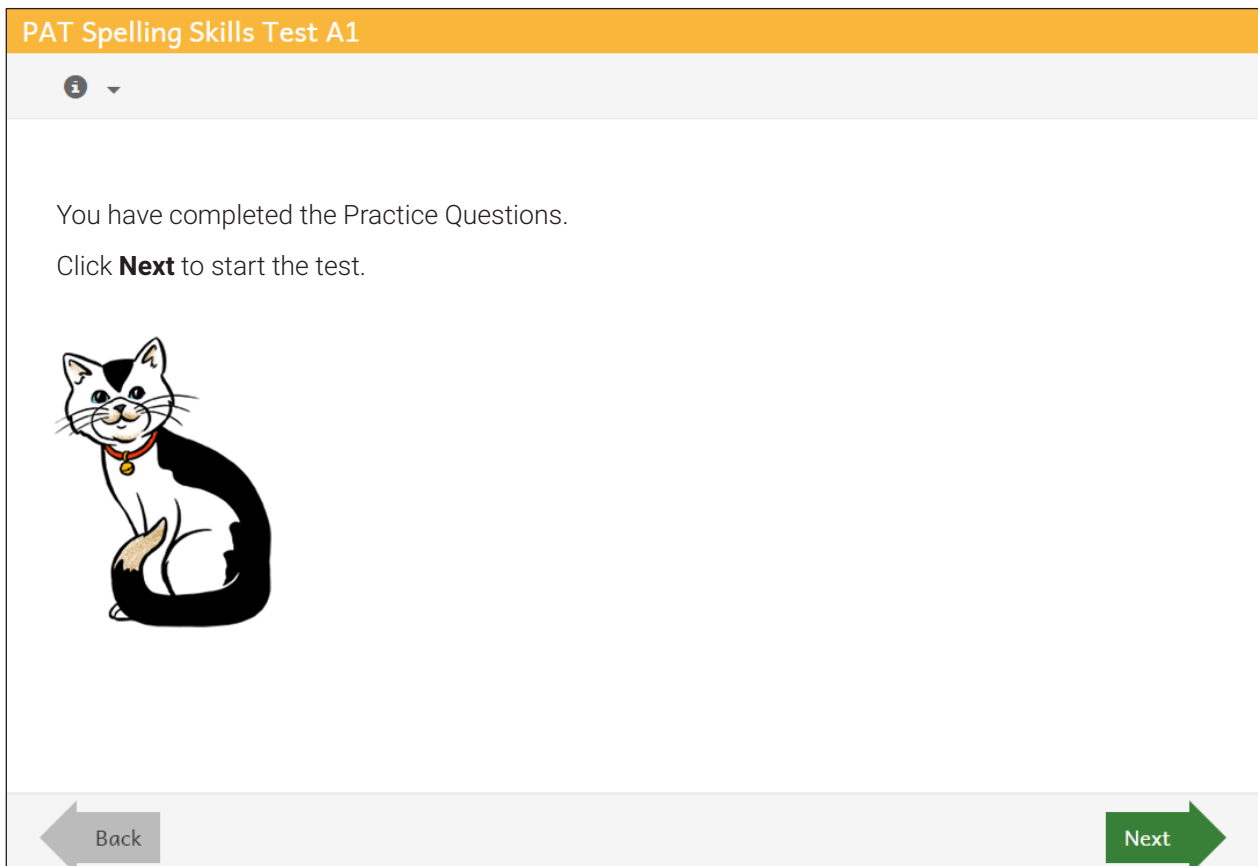 PAT Spelling Skills Test A1
You have completed the Practice Questions.
Click Next to start the test.
Back
Next